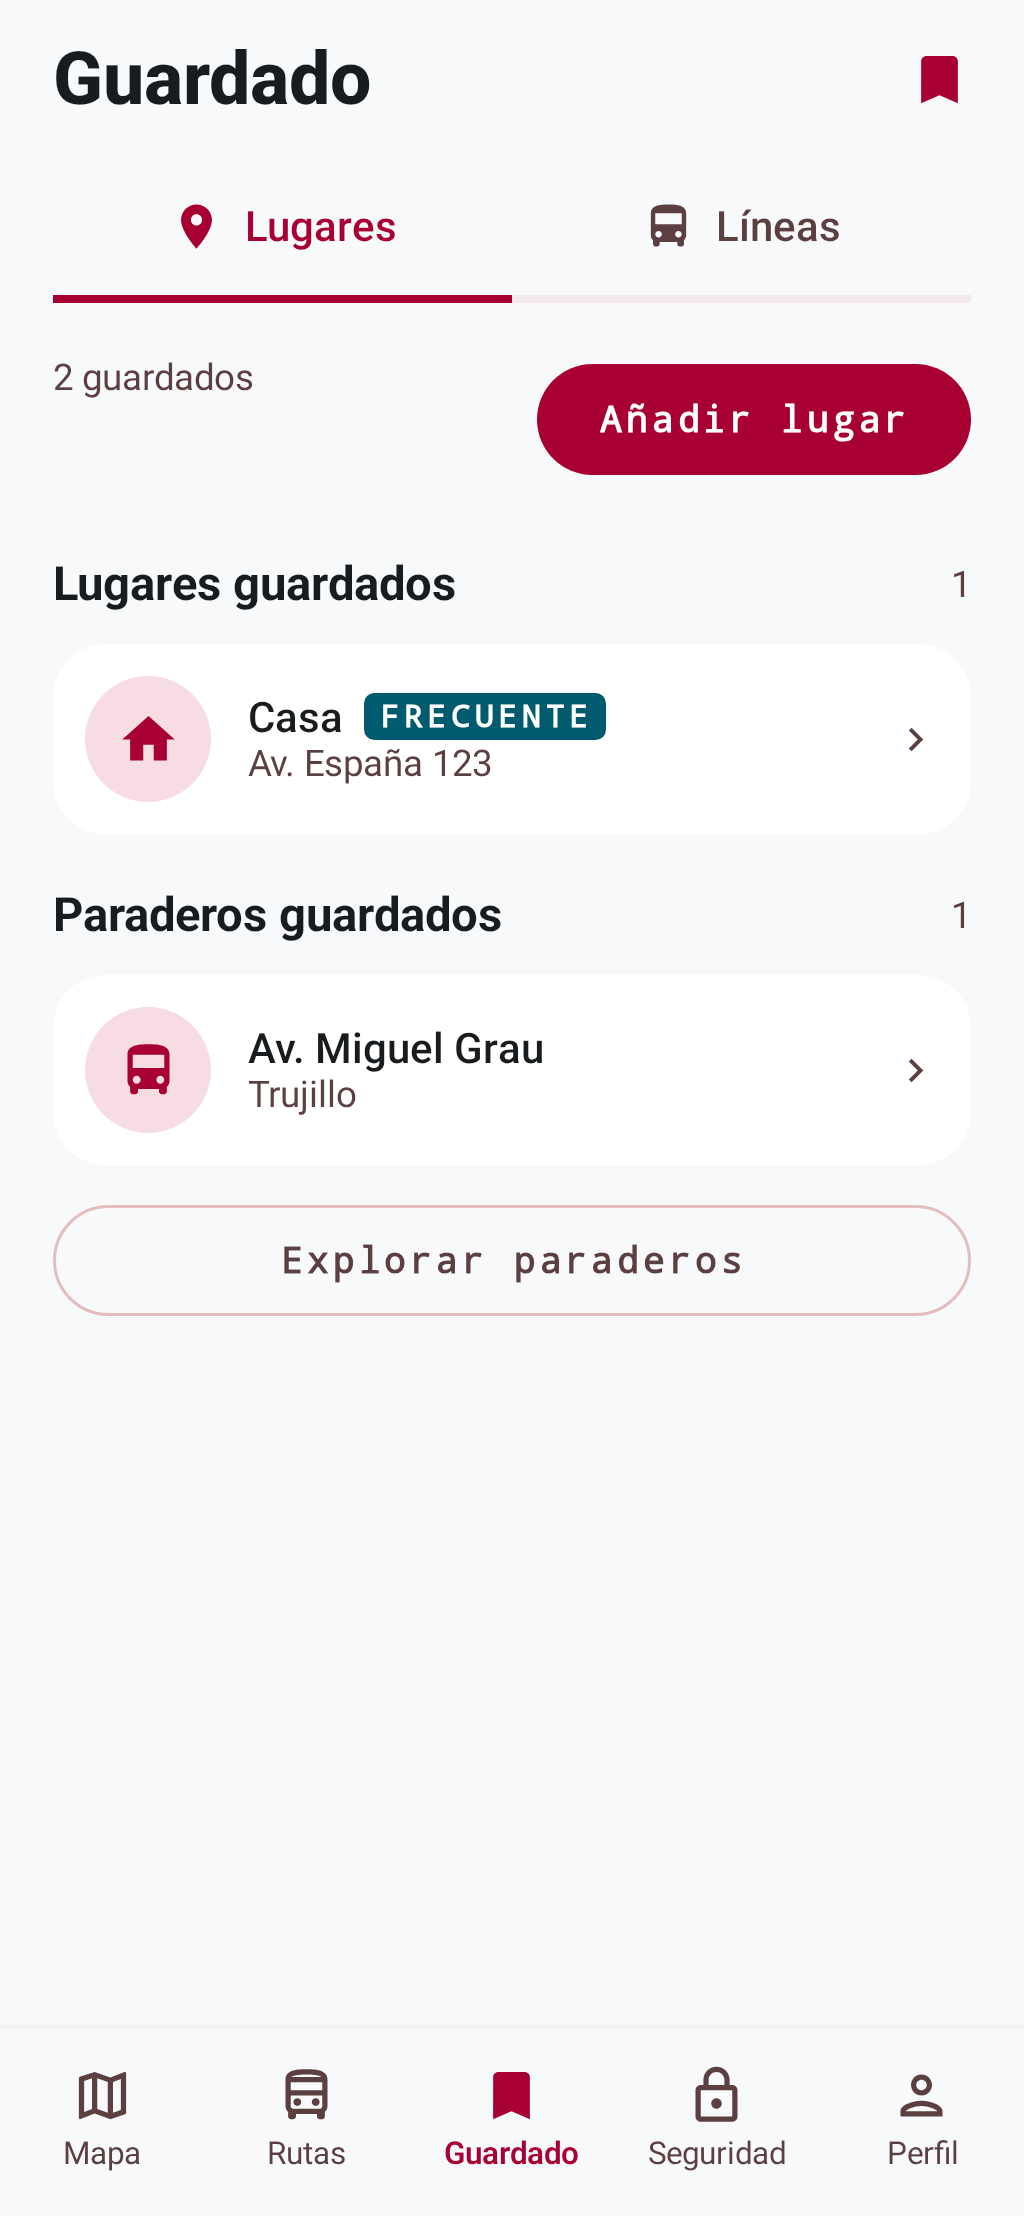 Guardado
Lugares
Líneas
2 guardados
Añadir lugar
Lugares guardados
1
Casa FRECUENTE
Av. España 123
Paraderos guardados
1
Av. Miguel Grau
Trujillo
Explorar paraderos
Mapa
Rutas
Guardado
Seguridad
Perfil